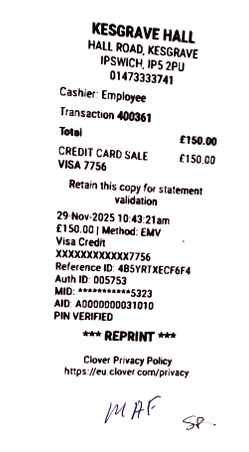 KESGRAVE HALL
HALL ROAD, KESGRAVE
IPSWICH, IP5 2PU
01473333741
Cashier: Employee
Transaction 400361
Total £150.00
CREDIT CARD SALE £150.00
VISA 7756
Retain this copy for statement
validation
29-Nov-2025 10:43:21am
£150.00 | Method: EMV
Visa Credit
XXXXXXXXXXXX7756
Reference ID: 4B5YRTXECF6F4
Auth ID: 005753
MID: ***********5323
AID: A0000000031010
PIN VERIFIED
*** REPRINT ***
Clover Privacy Policy
https://eu.clover.com/privacy
MAF
SP.